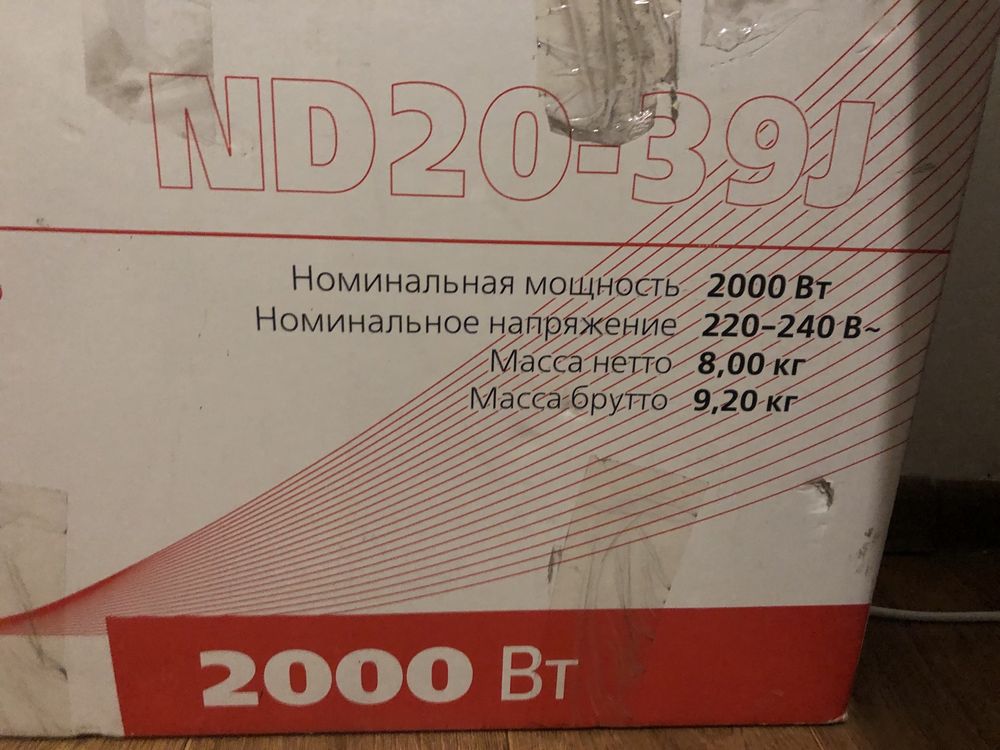 ND20-39J
Номинальная мощность 2000 Вт
Номинальное напряжение 220–240 В~
Масса нетто 8,00 кг
Масса брутто 9,20 кг
2000 Вт